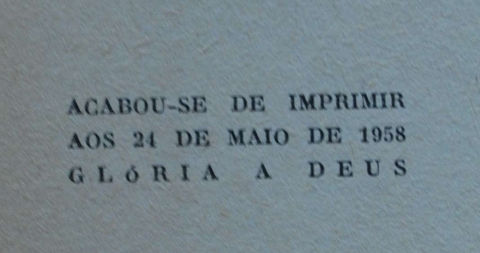 ACABOU-SE DE IMPRIMIR
AOS 24 DE MAIO DE 1958
GLóRIA A DEUS